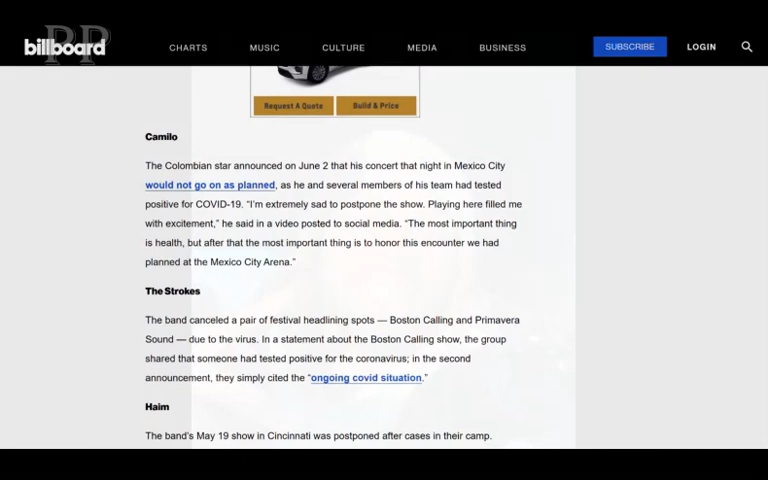 PP
billboard
CHARTS
MUSIC
CULTURE
MEDIA
BUSINESS
SUBSCRIBE
LOGIN
Request A Quote
Build & Price
Camilo
The Colombian star announced on June 2 that his concert that night in Mexico City
would not go on as planned, as he and several members of his team had tested
positive for COVID-19. “I’m extremely sad to postpone the show. Playing here filled me
with excitement,” he said in a video posted to social media. “The most important thing
is health, but after that the most important thing is to honor this encounter we had
planned at the Mexico City Arena.”
The Strokes
The band canceled a pair of festival headlining spots — Boston Calling and Primavera
Sound — due to the virus. In a statement about the Boston Calling show, the group
shared that someone had tested positive for the coronavirus; in the second
announcement, they simply cited the “ongoing covid situation.”
Haim
The band’s May 19 show in Cincinnati was postponed after cases in their camp.